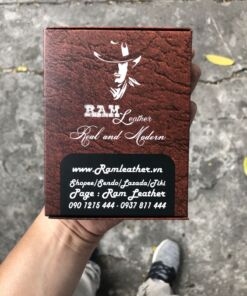 RAM
Leather
Real and Modern
www.Ramleather.vn
Shopee/Sendo/Lazada/Tiki
Page : Ram Leather
090 1215 444 - 0937 811 444